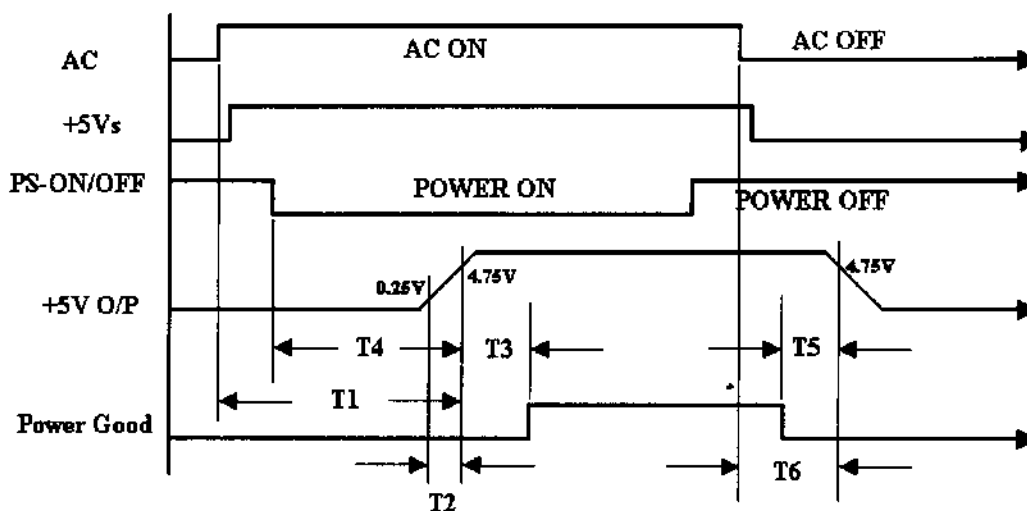 AC
AC ON
AC OFF
+5Vs
PS-ON/OFF
POWER ON
POWER OFF
0.25V
4.75V
4.75V
+5V O/P
T4
T3
T5
T1
Power Good
T2
T6